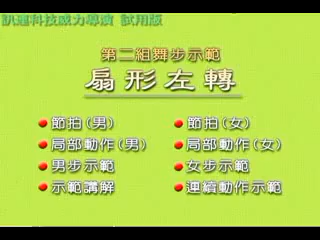 訊連科技威力導演 試用版
第二組舞步示範
扇形左轉
節拍(男)
節拍(女)
局部動作(男)
局部動作(女)
男步示範
女步示範
示範講解
連續動作示範